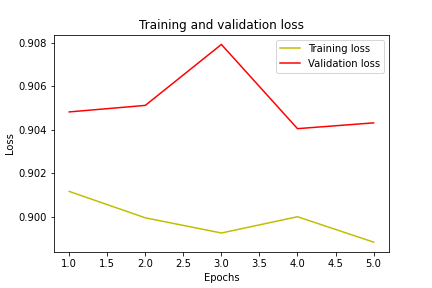 Training and validation loss
Training loss
Validation loss
0.908
0.906
0.904
0.902
0.900
Loss
1.0 1.5 2.0 2.5 3.0 3.5 4.0 4.5 5.0
Epochs